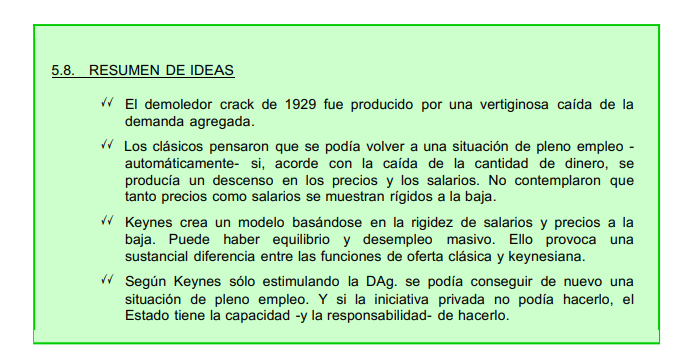 5.8. RESUMEN DE IDEAS
√√ El demoledor crack de 1929 fue producido por una vertiginosa caída de la
demanda agregada.
√√ Los clásicos pensaron que se podía volver a una situación de pleno empleo -
automáticamente- si, acorde con la caída de la cantidad de dinero, se
producía un descenso en los precios y los salarios. No contemplaron que
tanto precios como salarios se muestran rígidos a la baja.
√√ Keynes crea un modelo basándose en la rigidez de salarios y precios a la
baja. Puede haber equilibrio y desempleo masivo. Ello provoca una
sustancial diferencia entre las funciones de oferta clásica y keynesiana.
√√ Según Keynes sólo estimulando la DAg. se podía conseguir de nuevo una
situación de pleno empleo. Y si la iniciativa privada no podía hacerlo, el
Estado tiene la capacidad -y la responsabilidad- de hacerlo.